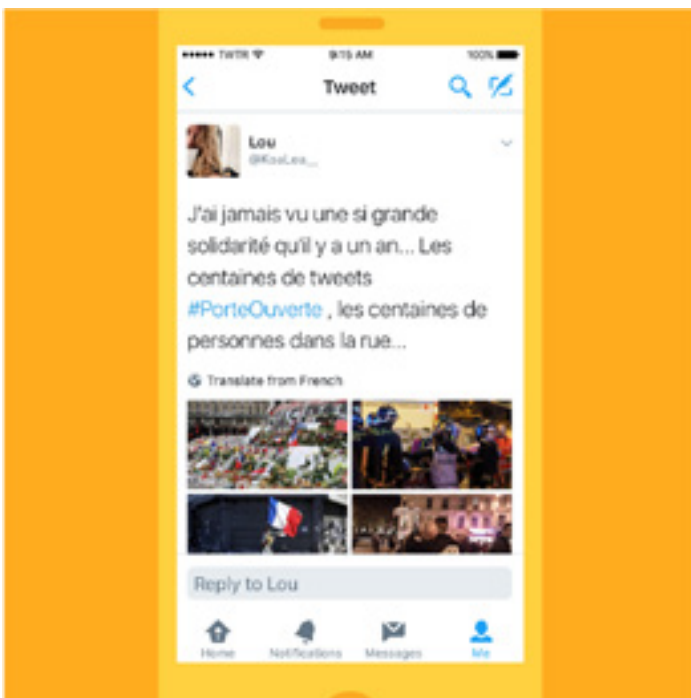 TWTR 9:15 AM 100%
Tweet
Lou
@KoaLea__
J'ai jamais vu une si grande
solidarité qu'il y a un an... Les
centaines de tweets
#PorteOuverte , les centaines de
personnes dans la rue...
Translate from French
Reply to Lou
Home Notifications Messages Me